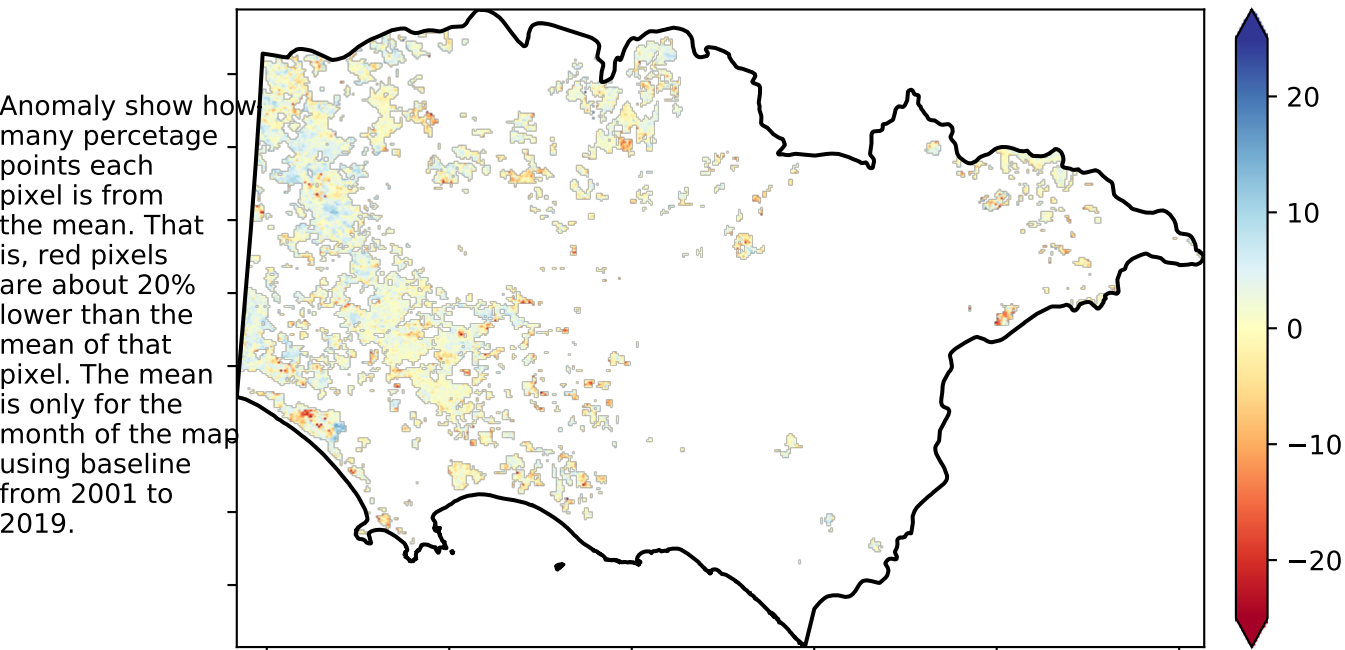 Anomaly show how
many percetage
points each
pixel is from
the mean. That
is, red pixels
are about 20%
lower than the
mean of that
pixel. The mean
is only for the
month of the map
using baseline
from 2001 to
2019.
20
10
0
−10
−20